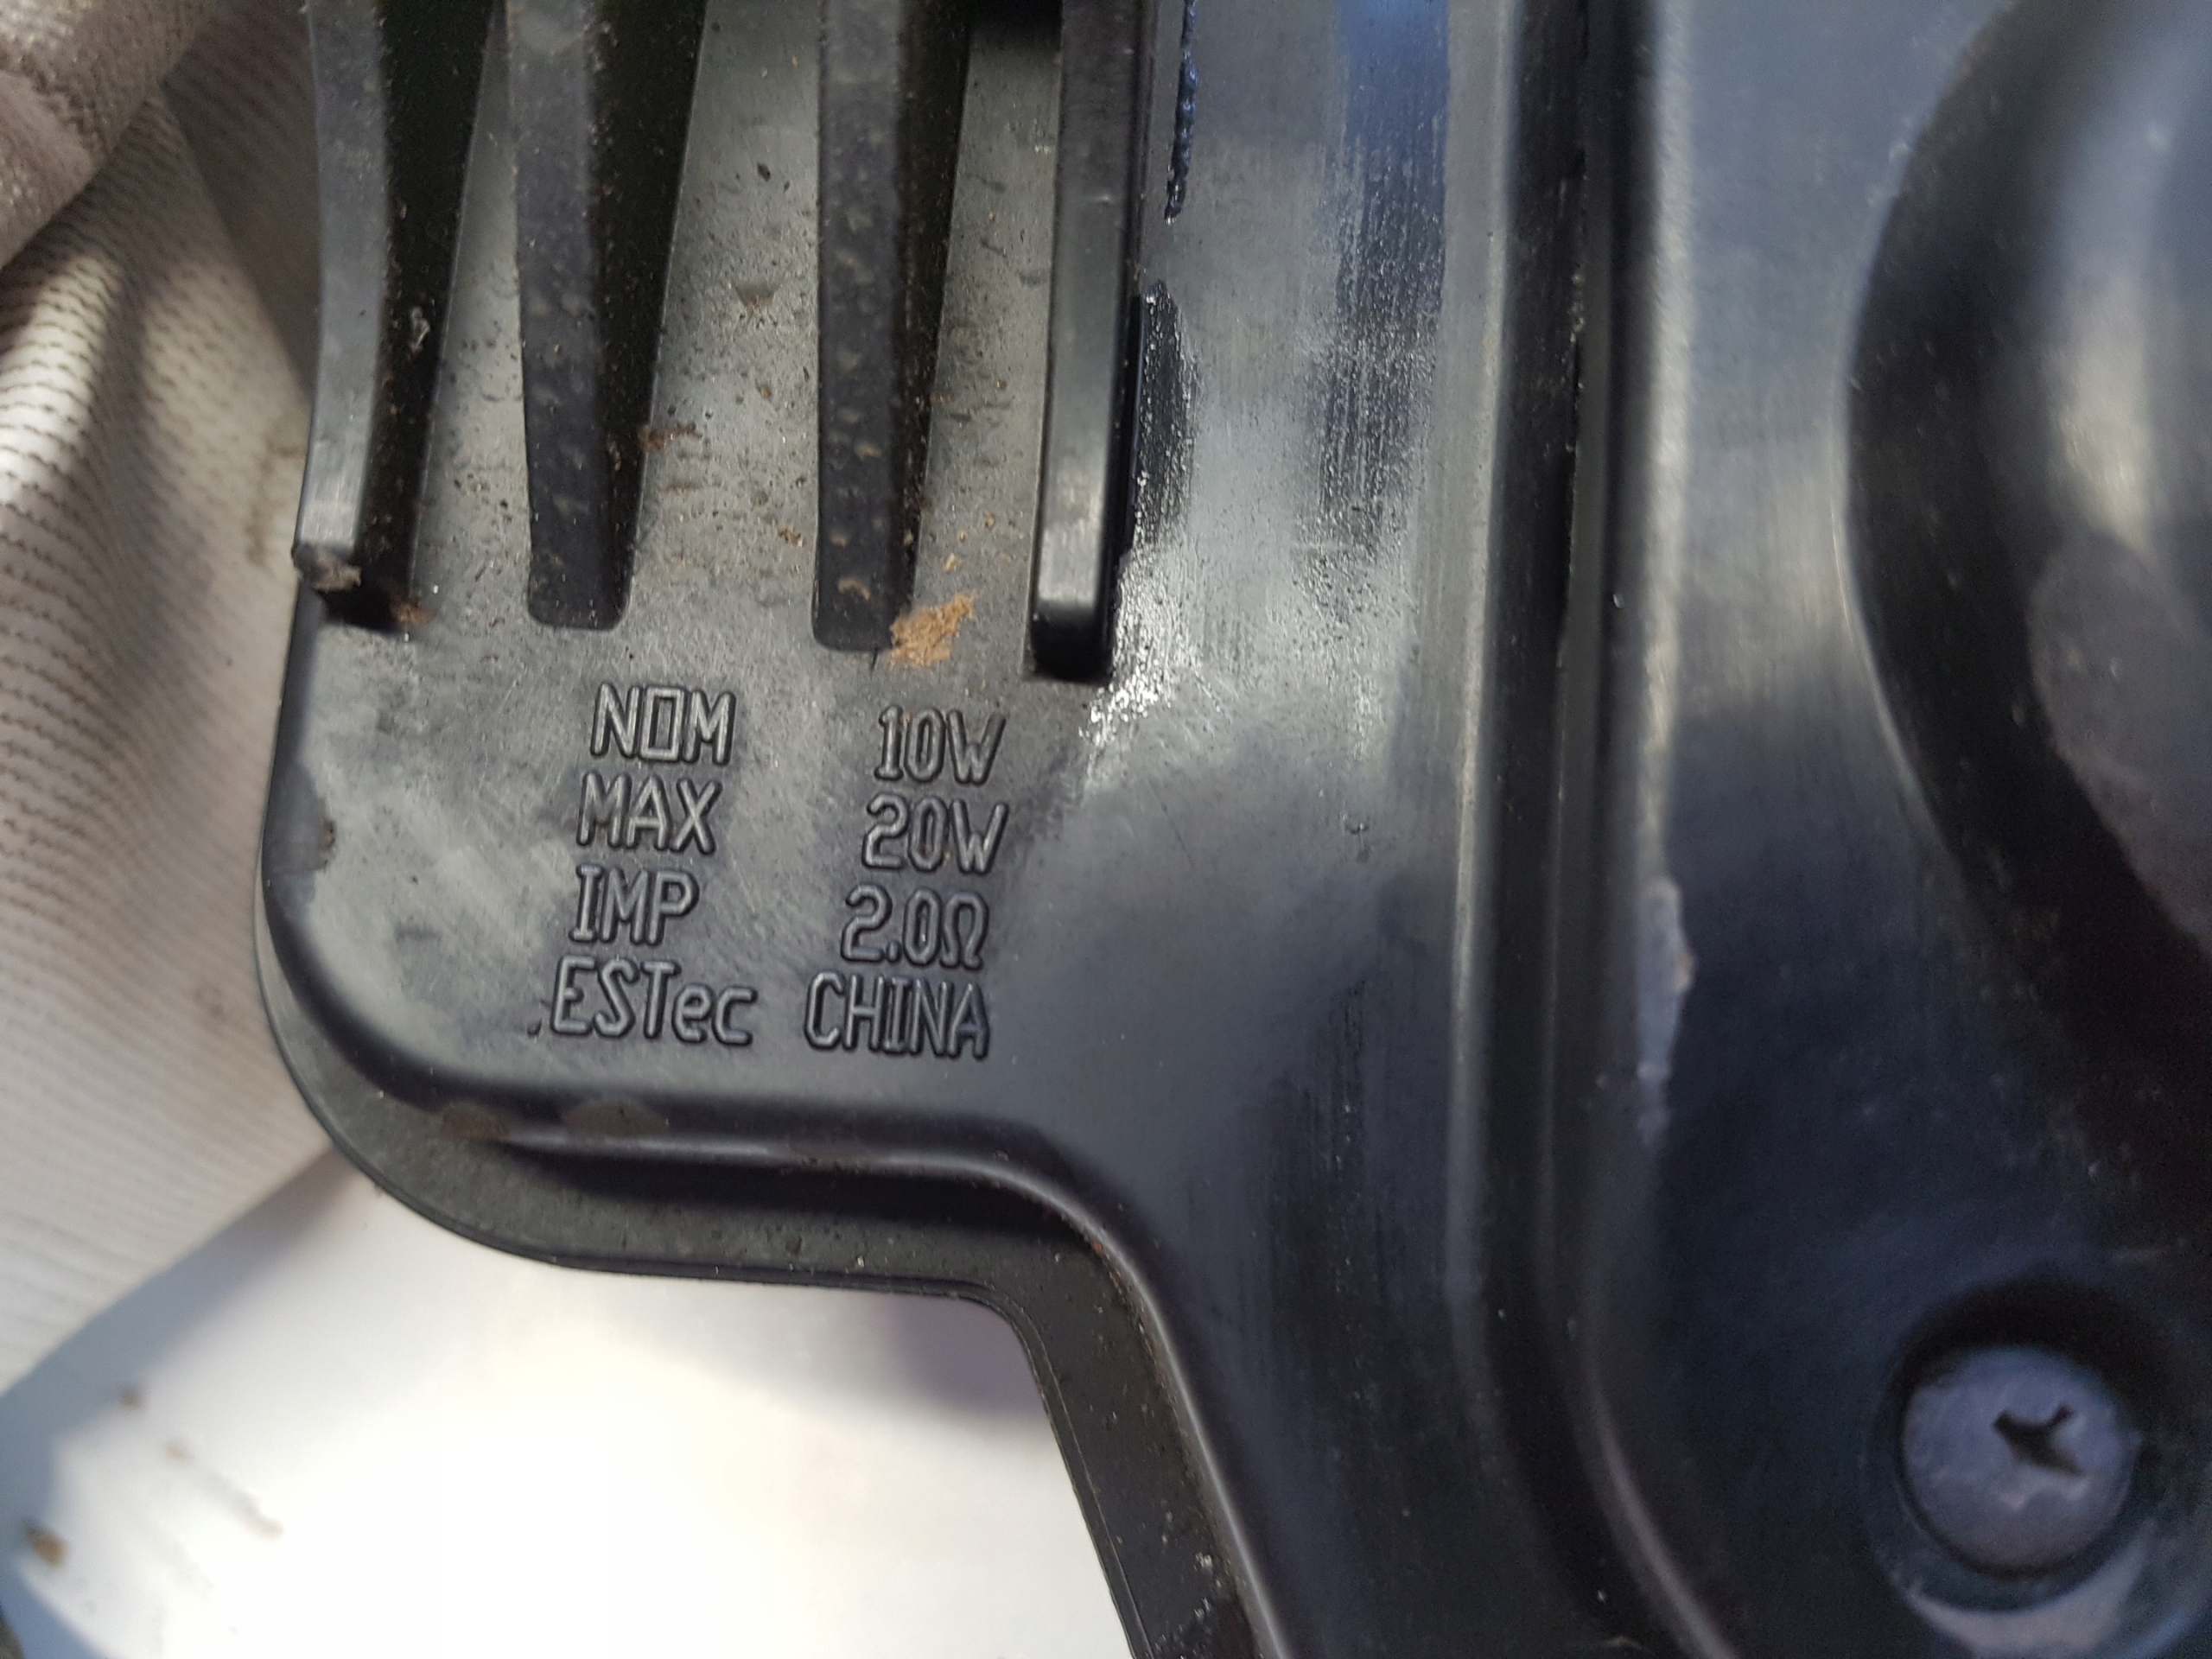 NOM 10W
MAX 20W
IMP 2.0Ω
ESTec CHINA